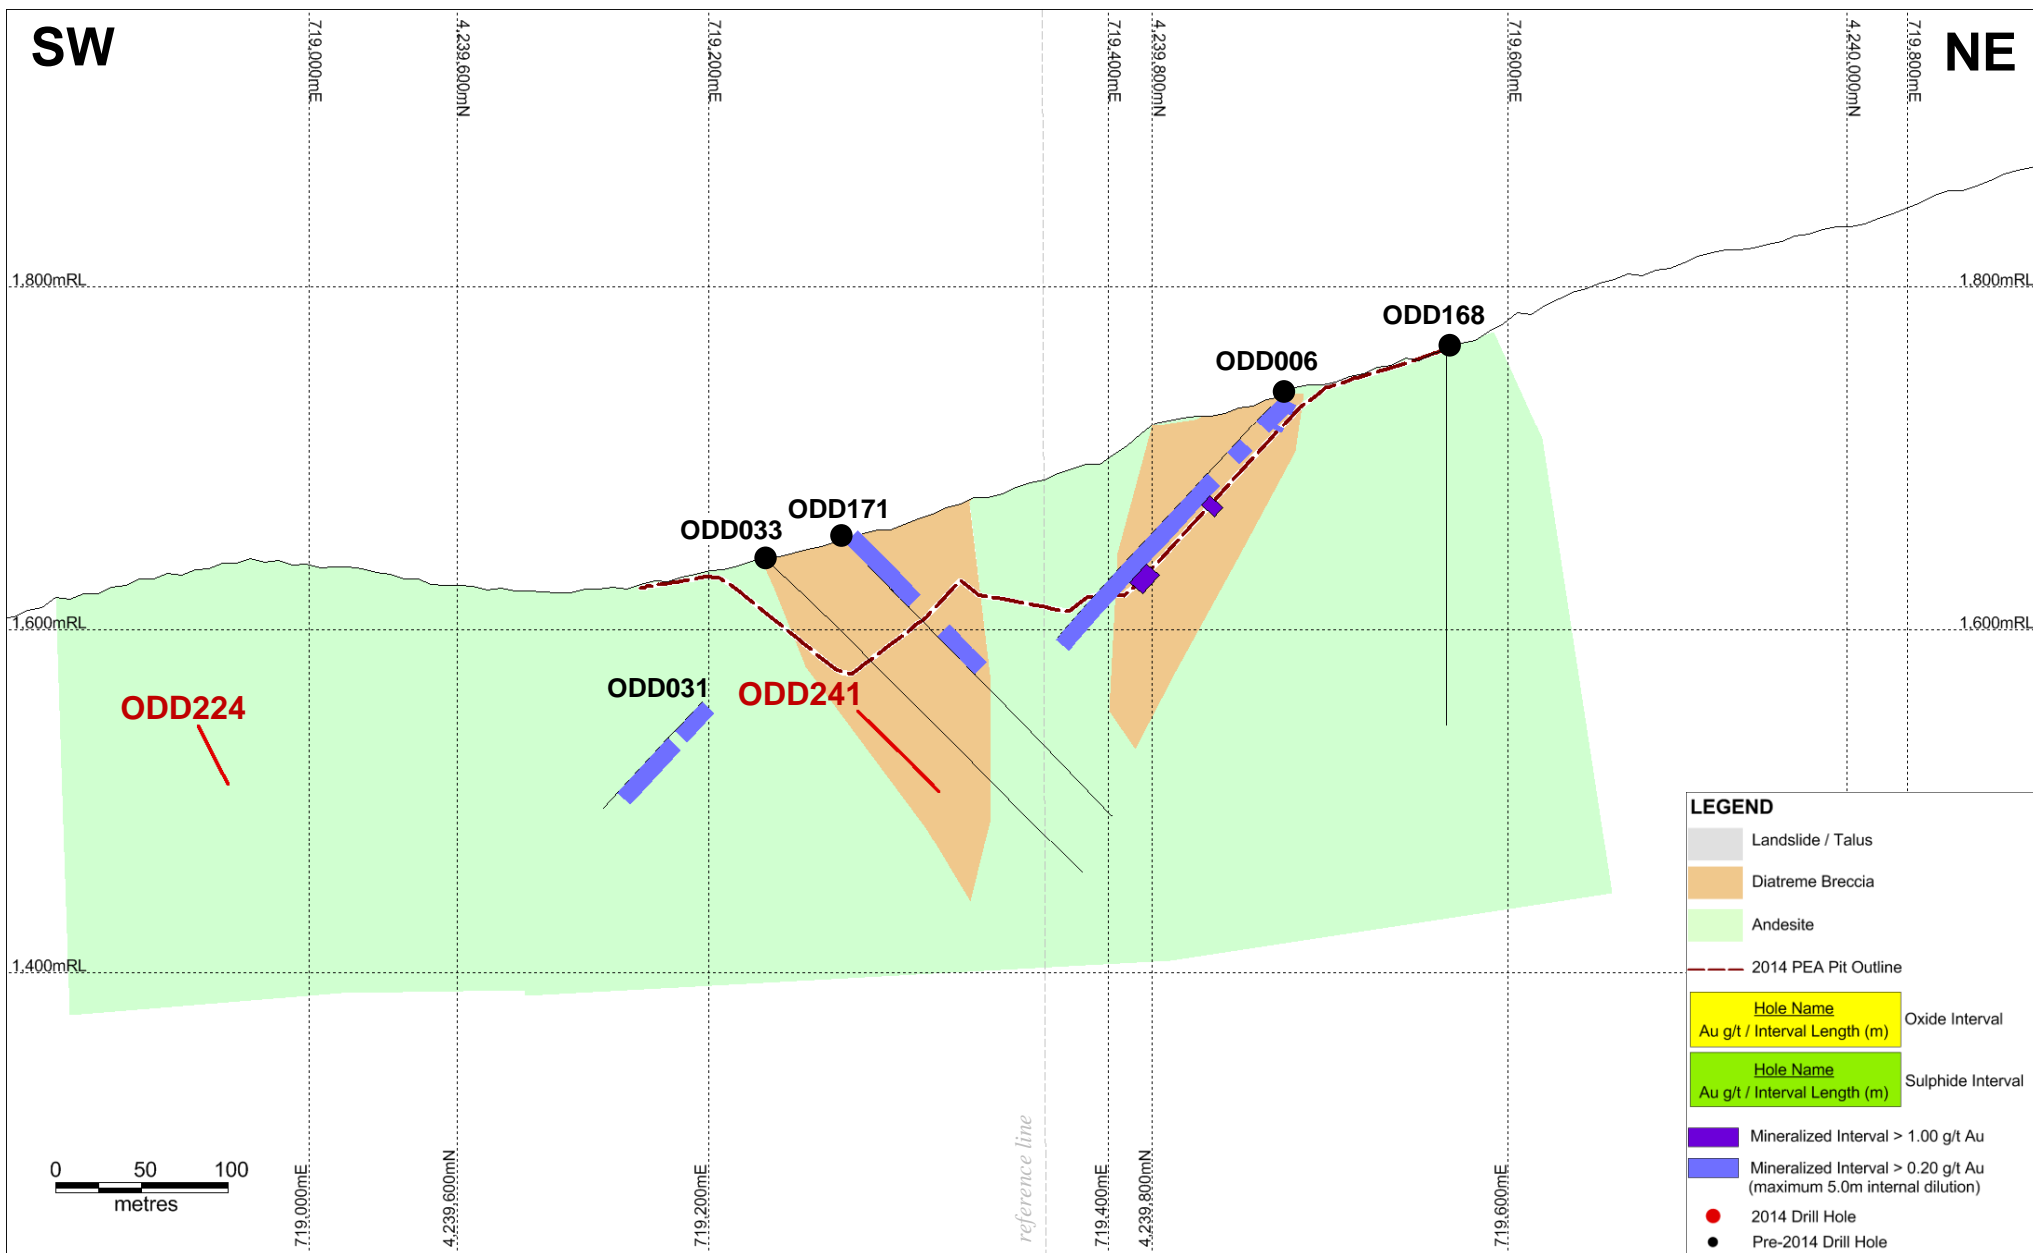 SW
NE
719,000mE
4,239,600mN
719,200mE
719,400mE
4,239,800mN
719,600mE
4,240,000mN
719,800mE
1,800mRL
1,800mRL
ODD168
ODD006
ODD171
ODD033
1,600mRL
1,600mRL
ODD031
ODD241
ODD224
1,400mRL
LEGEND
Landslide / Talus
Diatreme Breccia
Andesite
2014 PEA Pit Outline
Hole Name
Au g/t / Interval Length (m)
Oxide Interval
Hole Name
Au g/t / Interval Length (m)
Sulphide Interval
Mineralized Interval > 1.00 g/t Au
Mineralized Interval > 0.20 g/t Au
(maximum 5.0m internal dilution)
2014 Drill Hole
Pre-2014 Drill Hole
0 50 100
metres
719,000mE
4,239,600mN
719,200mE
reference line
719,400mE
4,239,800mN
719,600mE